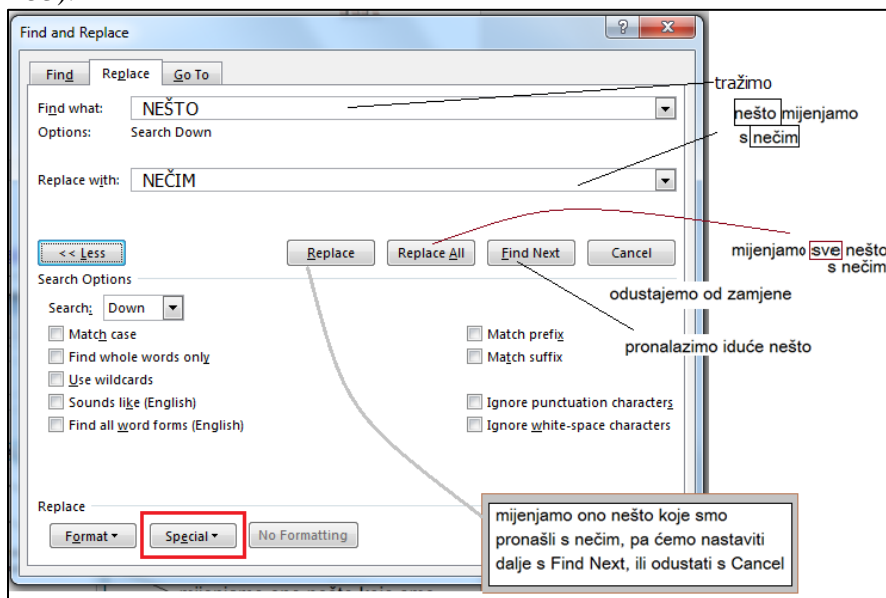 Find and Replace
Find Replace Go To
tražimo
Find what: NEŠTO
nešto mijenjamo
s nečim
Options: Search Down
Replace with: NEČIM
<< Less Replace Replace All Find Next Cancel
mijenjamo sve nešto
s nečim
Search Options
odustajemo od zamjene
Search: Down
Match case
Match prefix
pronalazimo iduće nešto
Find whole words only
Match suffix
Use wildcards
Sounds like (English)
Ignore punctuation characters
Find all word forms (English)
Ignore white-space characters
Replace
Format Special No Formatting
mijenjamo ono nešto koje smo
pronašli s nečim, pa ćemo nastaviti
dalje s Find Next, ili odustati s Cancel